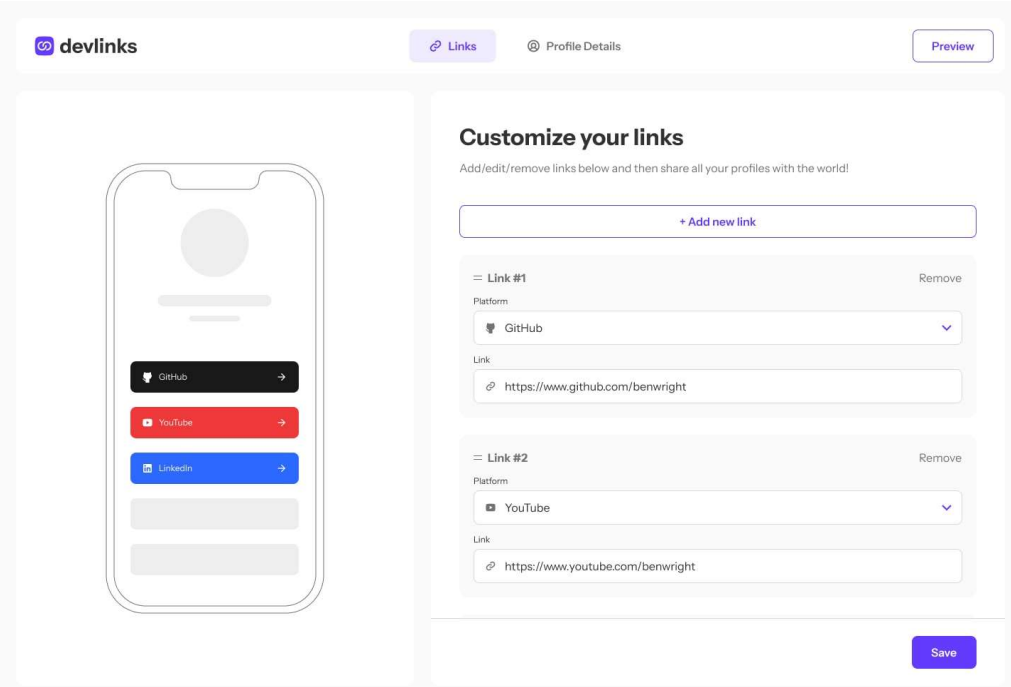 devlinks
Links
Profile Details
Preview
GitHub
YouTube
LinkedIn
Customize your links
Add/edit/remove links below and then share all your profiles with the world!
+ Add new link
= Link #1
Remove
Platform
GitHub
Link
https://www.github.com/benwright
= Link #2
Remove
Platform
YouTube
Link
https://www.youtube.com/benwright
Save